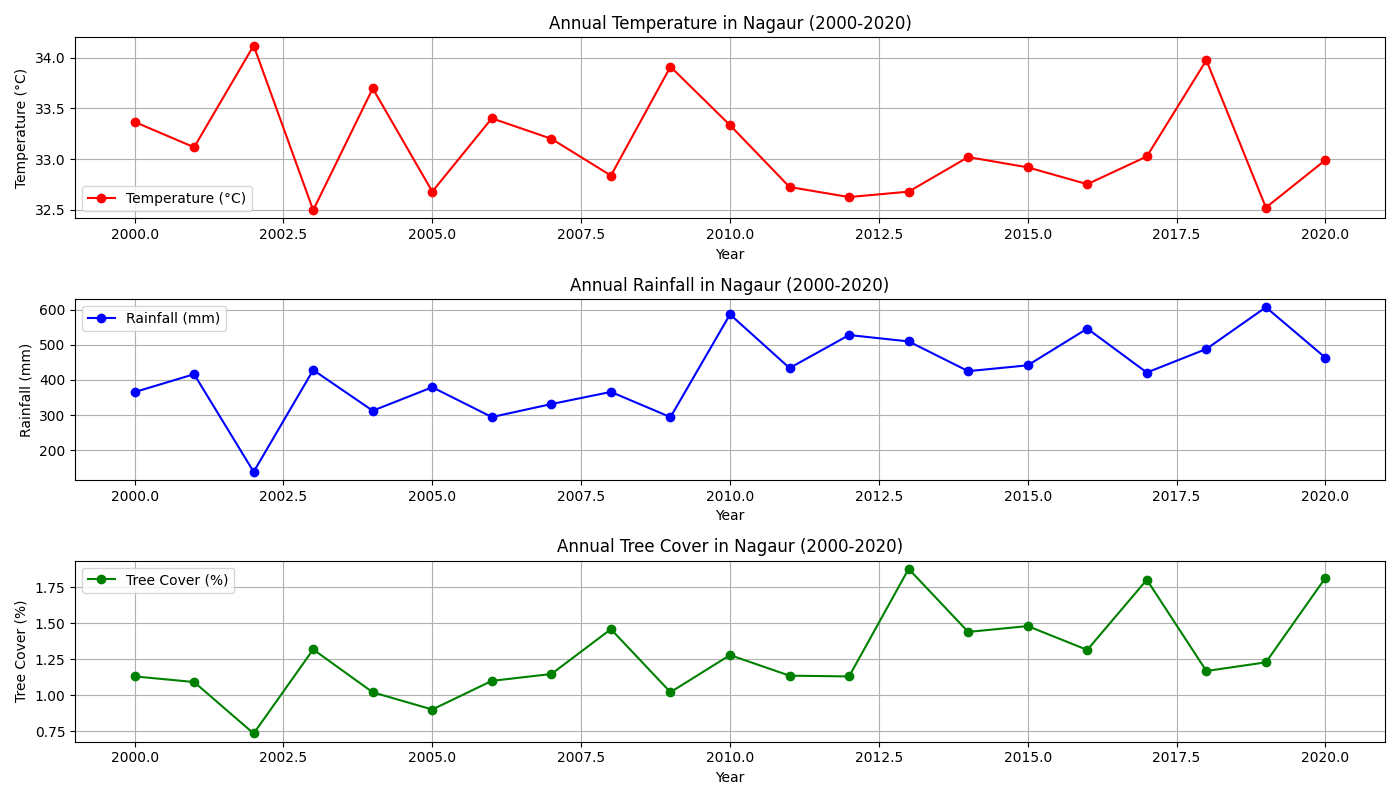 Annual Temperature in Nagaur (2000-2020)
Temperature (°C)
34.0
33.5
33.0
32.5
Temperature (°C)
2000.0 2002.5 2005.0 2007.5 2010.0 2012.5 2015.0 2017.5 2020.0
Year
Annual Rainfall in Nagaur (2000-2020)
Rainfall (mm)
600
500
400
300
200
Rainfall (mm)
2000.0 2002.5 2005.0 2007.5 2010.0 2012.5 2015.0 2017.5 2020.0
Year
Annual Tree Cover in Nagaur (2000-2020)
Tree Cover (%)
1.75
1.50
1.25
1.00
0.75
Tree Cover (%)
2000.0 2002.5 2005.0 2007.5 2010.0 2012.5 2015.0 2017.5 2020.0
Year